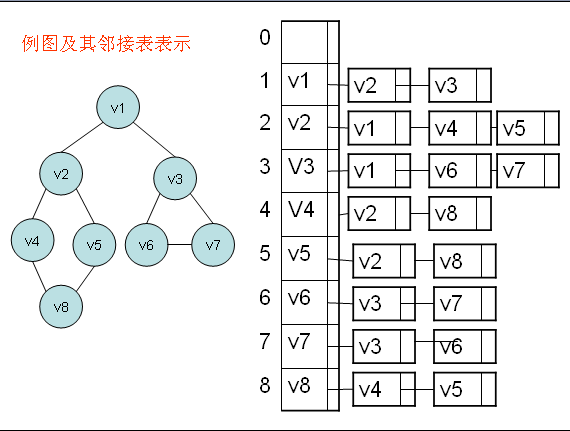 例图及其邻接表表示
v1
v2
v3
v4
v5
v6
v7
v8
0
1 v1 v2 v3
2 v2 v1 v4 v5
3 V3 v1 v6 v7
4 V4 v2 v8
5 v5 v2 v8
6 v6 v3 v7
7 v7 v3 v6
8 v8 v4 v5